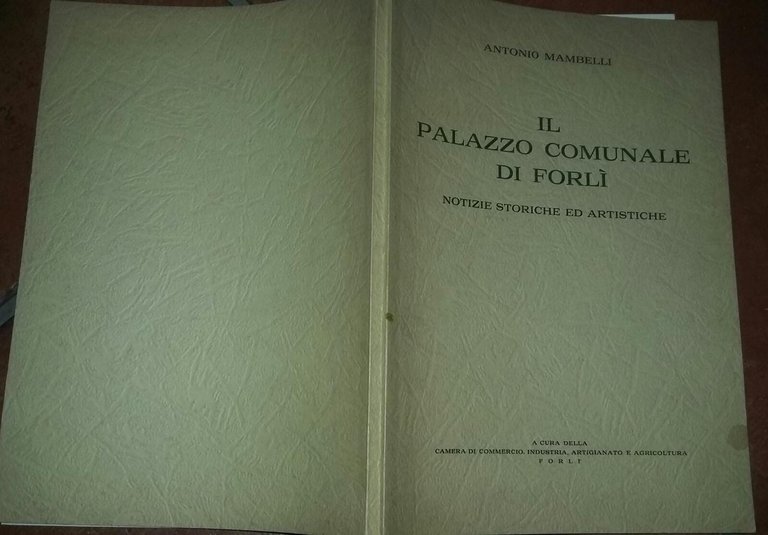 ANTONIO MAMBELLI
IL
PALAZZO COMUNALE
DI FORLÌ
NOTIZIE STORICHE ED ARTISTICHE
A CURA DELLA
CAMERA DI COMMERCIO, INDUSTRIA, ARTIGIANATO E AGRICOLTURA
FORLÌ